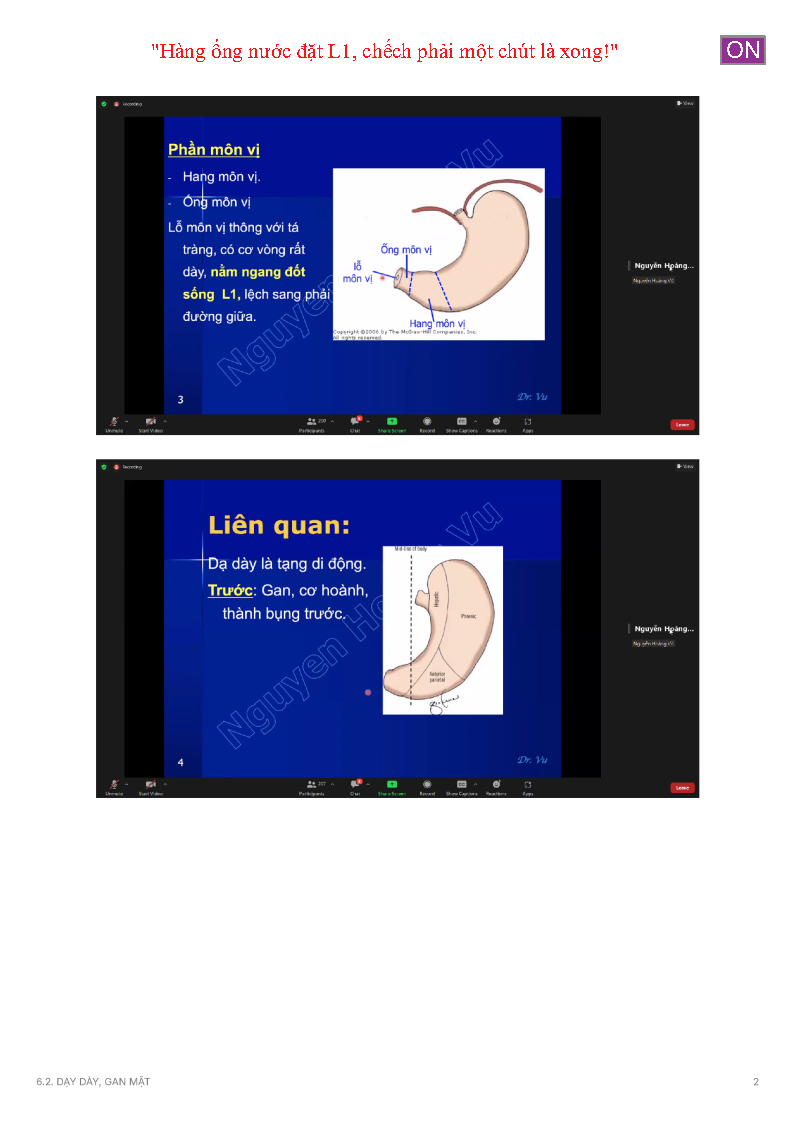 "Hàng ổng nước đặt L1, chếch phải một chút là xong!"
ON
Recording
View
Phần môn vị
- Hang môn vị.
- Ống môn vị
Lỗ môn vị thông với tá
tràng, có cơ vòng rất
dày, nằm ngang đốt
sống L1, lệch sang phải
đường giữa.
Ống môn vị
lỗ
môn vị
Hang môn vị
Copyright ©2006 by The McGraw-Hill Companies, Inc.
All rights reserved.
Nguyen Hoang Vu
3
Dr. Vu
Nguyễn Hoàng...
Nguyễn Hoàng Vũ
Unmute
Start Video
Participants
Chat
Share Screen
Record
Show Captions
Reactions
Apps
Leave
Recording
View
Liên quan:
Dạ dày là tạng di động.
Trước: Gan, cơ hoành,
thành bụng trước.
Mid-line of body
Hepatic
Phrenic
Anterior
parietal
Nguyen Hoang Vu
4
Dr. Vu
Nguyễn Hoàng...
Nguyễn Hoàng Vũ
Unmute
Start Video
Participants
Chat
Share Screen
Record
Show Captions
Reactions
Apps
Leave
6.2. DẠY DÀY, GAN MẬT
2